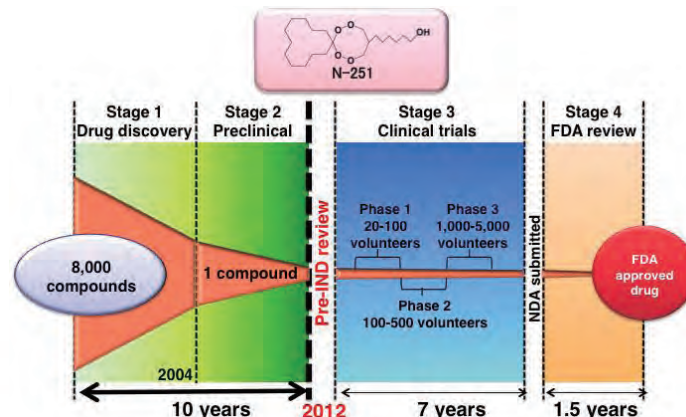 O-O
OH
O O
N-251
Stage 1
Drug discovery
Stage 2
Preclinical
Stage 3
Clinical trials
Stage 4
FDA review
8,000
compounds
1 compound
Pre-IND review
Phase 1
20-100
volunteers
Phase 3
1,000-5,000
volunteers
Phase 2
100-500 volunteers
NDA submitted
FDA
approved
drug
2004
10 years
2012
7 years
1.5 years